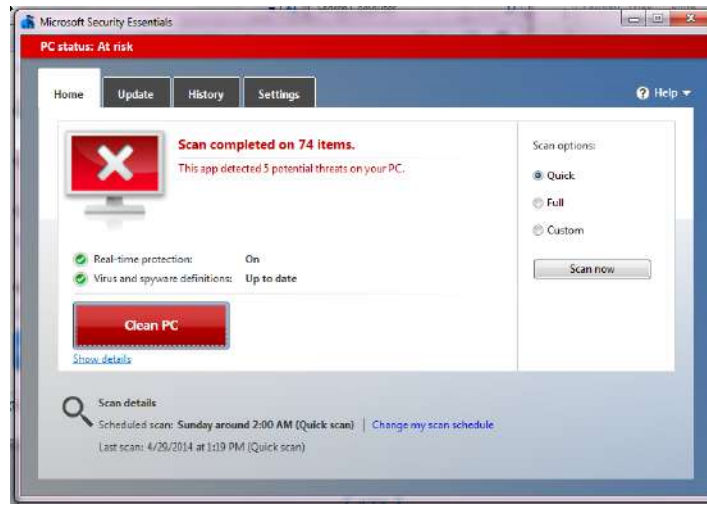 Microsoft Security Essentials
PC status: At risk
Home Update History Settings Help
Scan completed on 74 items.
This app detected 5 potential threats on your PC.
Scan options:
Quick
Full
Custom
Scan now
Real-time protection: On
Virus and spyware definitions: Up to date
Clean PC
Show details
Scan details
Scheduled scan: Sunday around 2:00 AM (Quick scan) | Change my scan schedule
Last scan: 4/29/2014 at 1:19 PM (Quick scan)